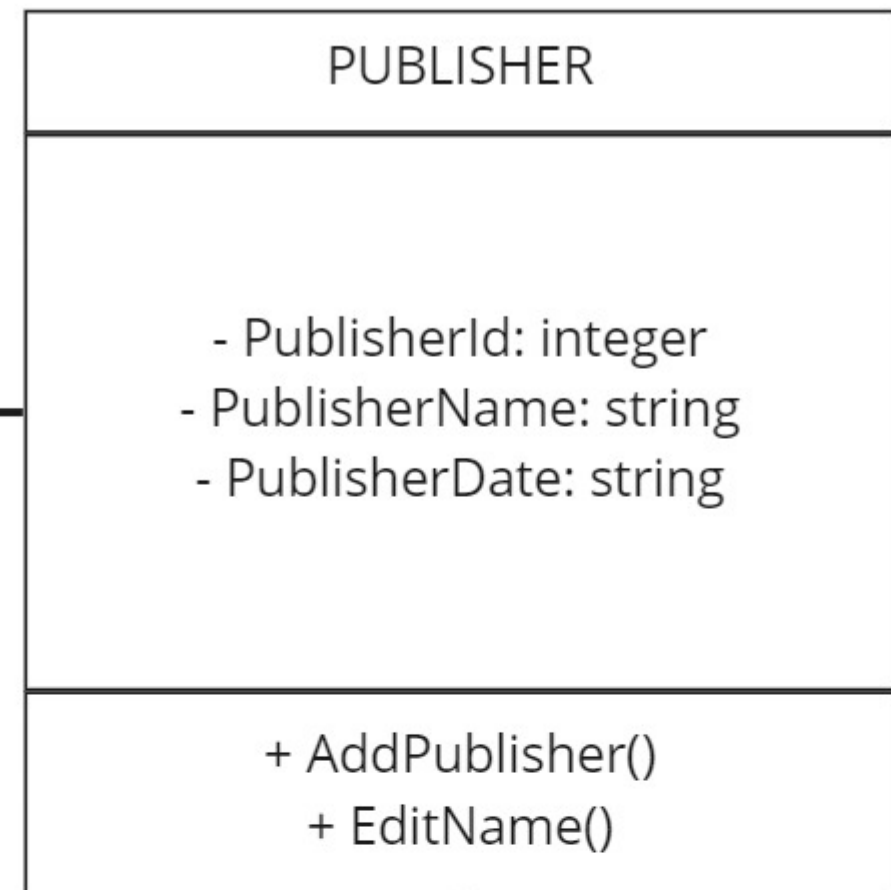 PUBLISHER
- PublisherId: integer
- PublisherName: string
- PublisherDate: string
+ AddPublisher()
+ EditName()